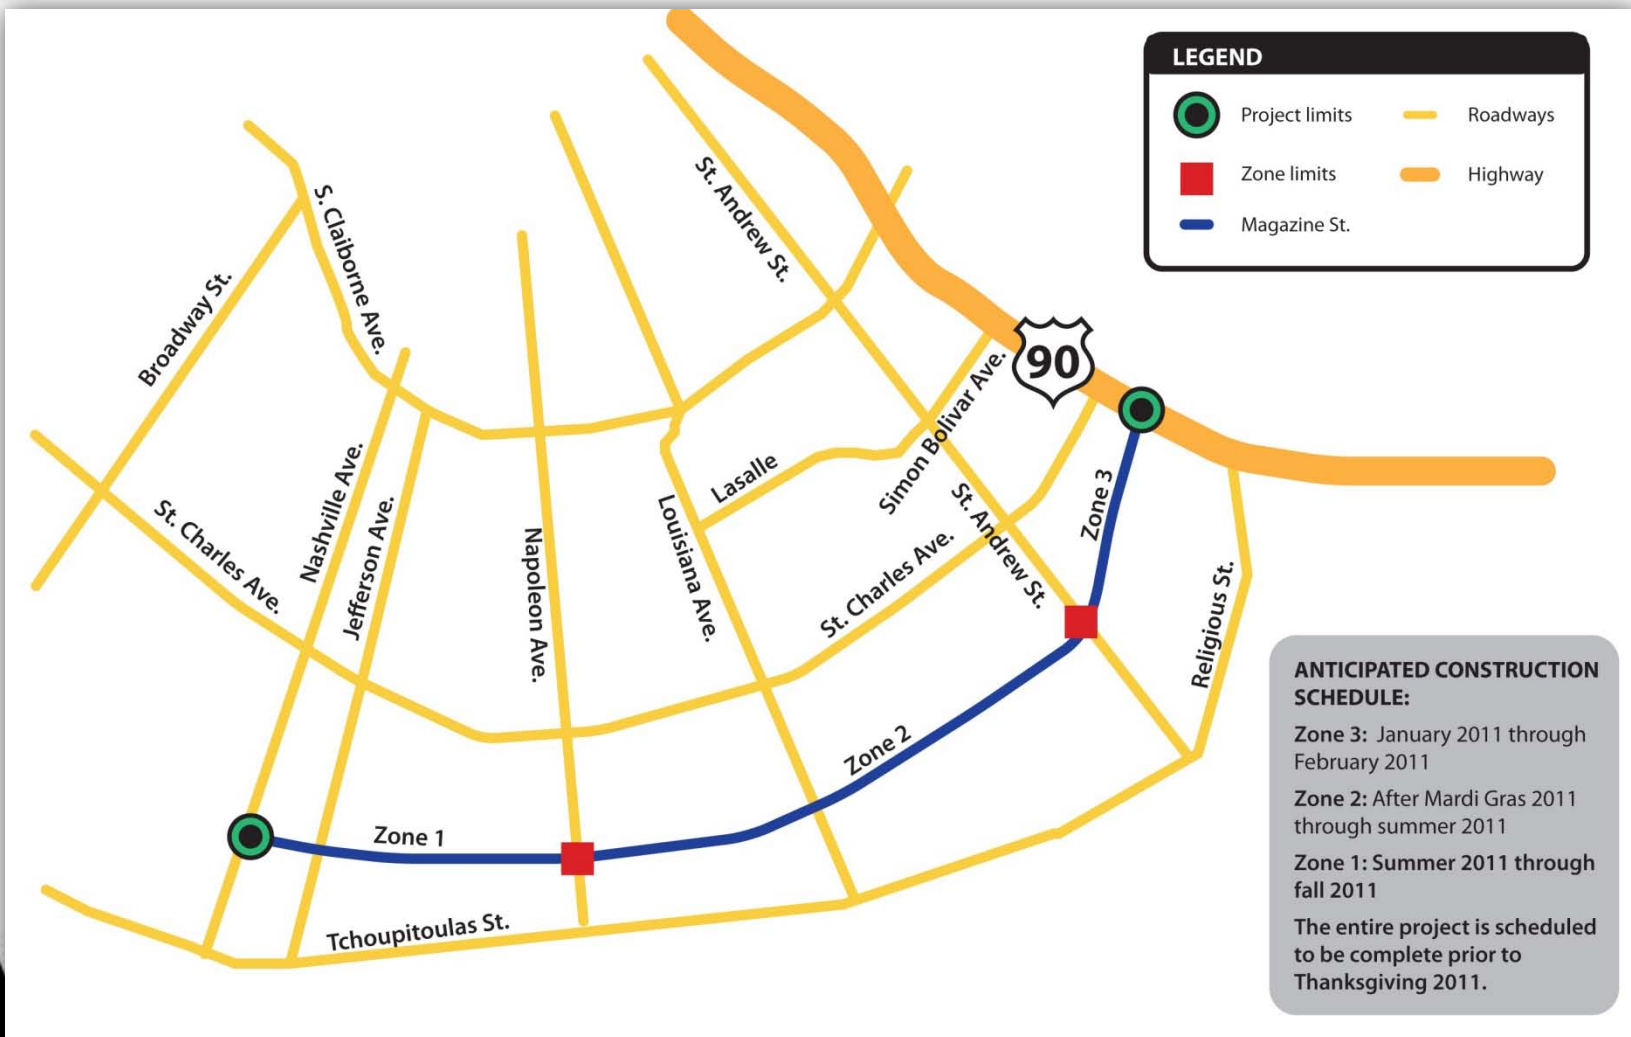 LEGEND
Project limits
Roadways
Zone limits
Highway
Magazine St.
St. Andrew St.
S. Claiborne Ave.
Broadway St.
90
Simon Bolivar Ave.
Nashville Ave.
Lasalle
Zone 3
St. Charles Ave.
Jefferson Ave.
Napoleon Ave.
Louisiana Ave.
St. Andrew St.
St. Charles Ave.
Religious St.
Zone 2
Zone 1
Tchoupitoulas St.
ANTICIPATED CONSTRUCTION
SCHEDULE:
Zone 3: January 2011 through
February 2011
Zone 2: After Mardi Gras 2011
through summer 2011
Zone 1: Summer 2011 through
fall 2011
The entire project is scheduled
to be complete prior to
Thanksgiving 2011.